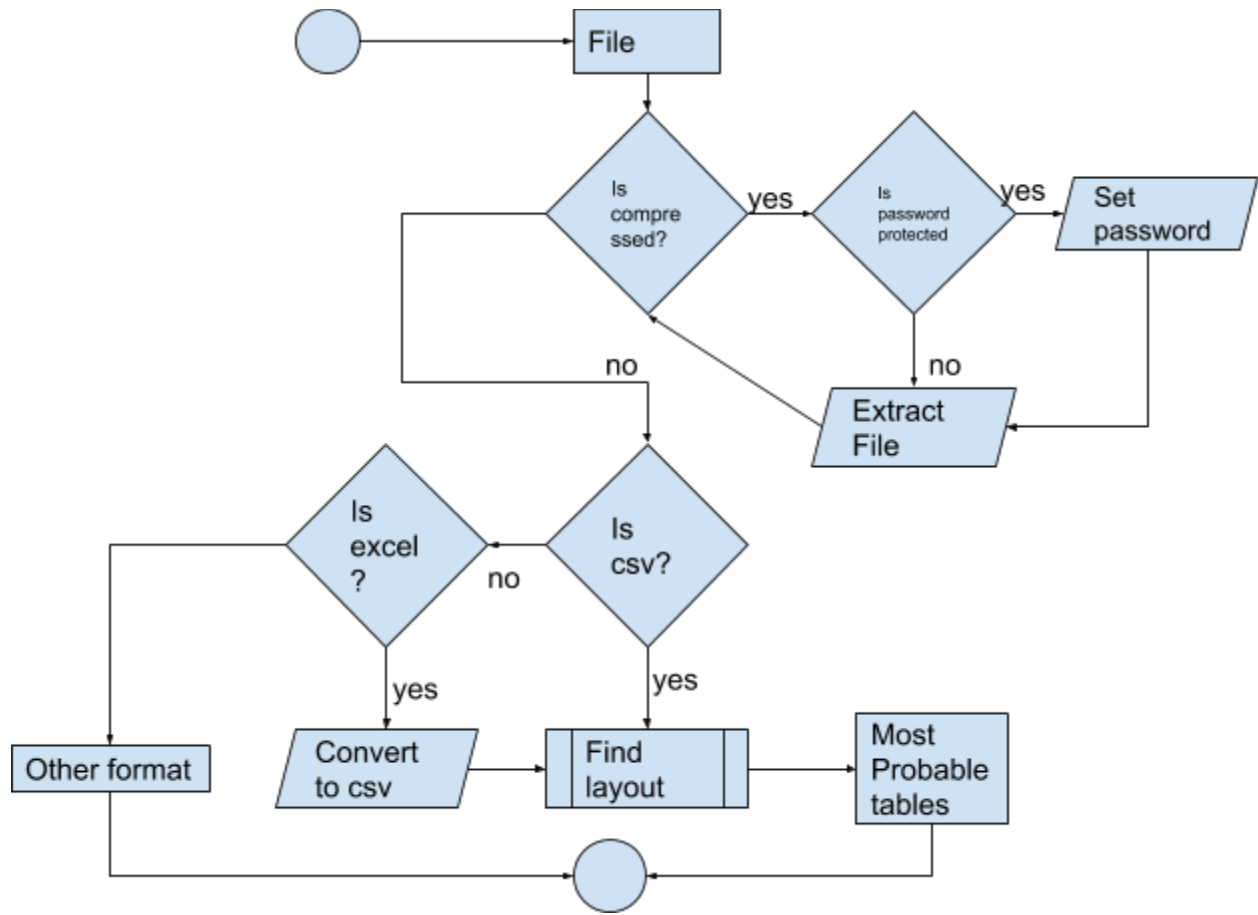 File
Is
compre
ssed?
yes
Is
password
protected
yes
Set
password
no
no
Extract
File
Is
excel
?
no
Is
csv?
yes
yes
Other format
Convert
to csv
Find
layout
Most
Probable
tables